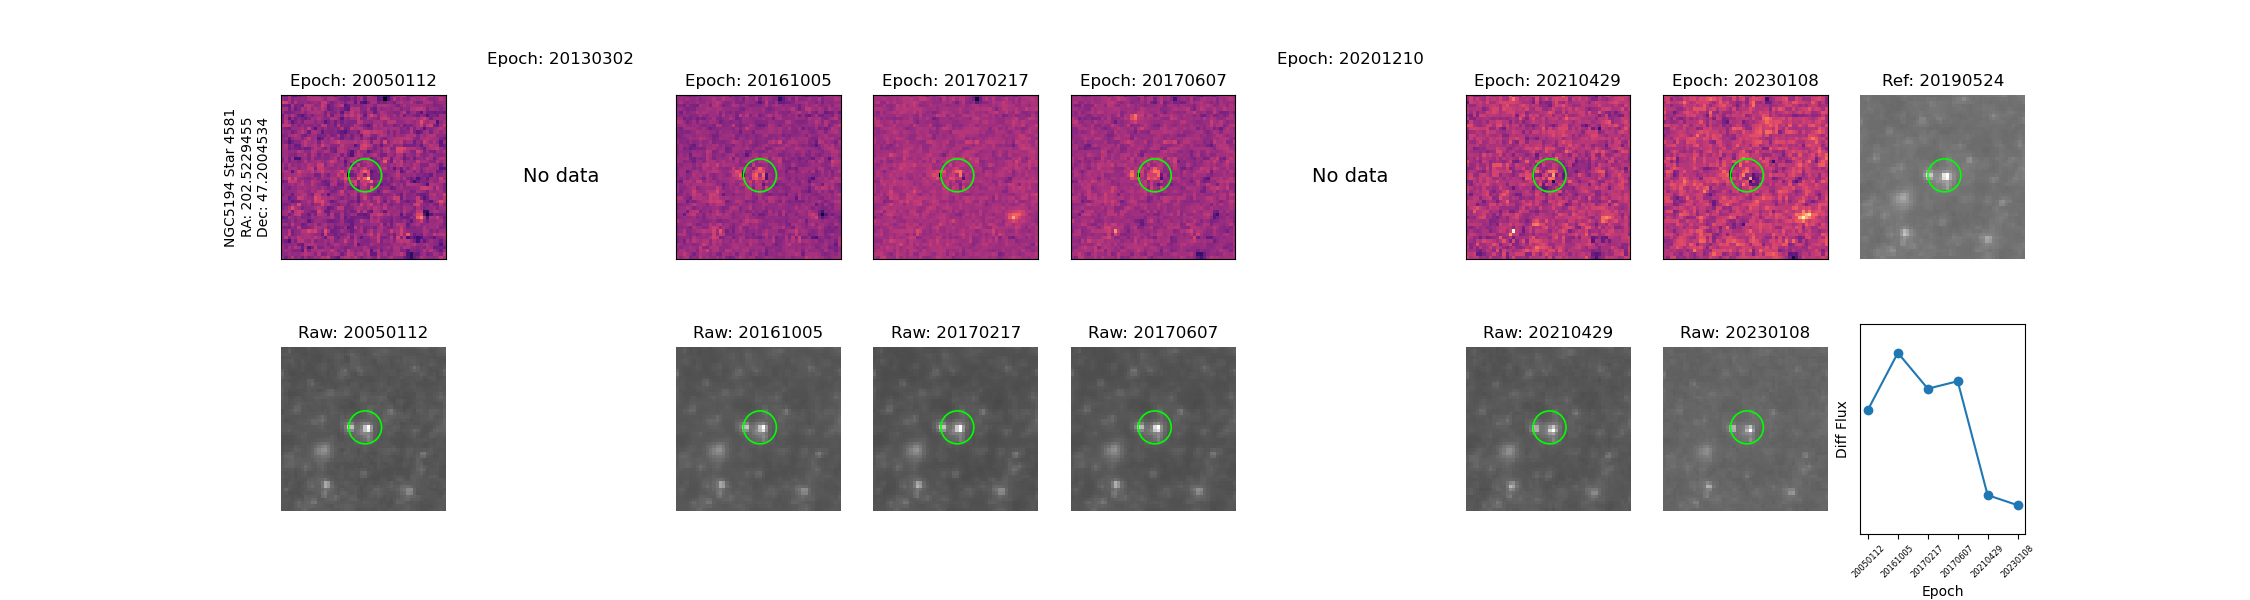 Epoch: 20130302
Epoch: 20201210
Epoch: 20050112
Epoch: 20161005
Epoch: 20170217
Epoch: 20170607
Epoch: 20210429
Epoch: 20230108
Ref: 20190524
NGC5194 Star 4581
RA: 202.5229455
Dec: 47.2004534
No data
No data
Raw: 20050112
Raw: 20161005
Raw: 20170217
Raw: 20170607
Raw: 20210429
Raw: 20230108
Diff Flux
20050112
20161005
20170217
20170607
20210429
20230108
Epoch